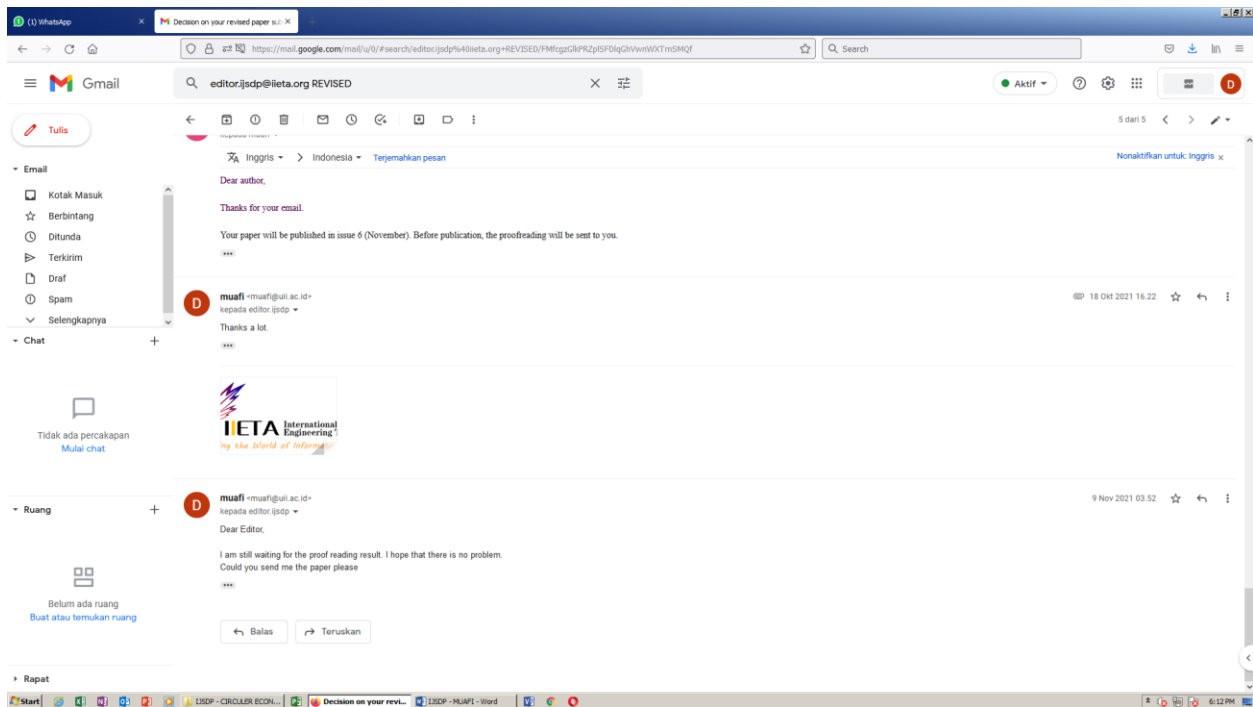 (1) WhatsApp
Decision on your revised paper sub
https://mail.google.com/mail/u/0/#search/editor.ijsdp%40iieta.org+REVISED/FMfcgzGlkPRZplSFDlqGhVwnWXTmSMQf
Search
Gmail
editor.ijsdp@iieta.org REVISED
Aktif
D
Tulis
5 dari 5
Inggris
Indonesia
Terjemahkan pesan
Nonaktifkan untuk: Inggris
Email
Kotak Masuk
Berbintang
Ditunda
Terkirim
Draf
Spam
Selengkapnya
Chat
Tidak ada percakapan
Mulai chat
Ruang
Belum ada ruang
Buat atau temukan ruang
Rapat
Dear author,
Thanks for your email.
Your paper will be published in issue 6 (November). Before publication, the proofreading will be sent to you.
D
muafi <muafi@uii.ac.id>
18 Okt 2021 16.22
kepada editor.ijsdp
Thanks a lot.
IIETA International
Engineering
ng the World of Informati
D
muafi <muafi@uii.ac.id>
9 Nov 2021 03.52
kepada editor.ijsdp
Dear Editor,
I am still waiting for the proof reading result. I hope that there is no problem.
Could you send me the paper please
Balas
Teruskan
Start
IJSDP - CIRCULER ECON...
Decision on your revi...
IJSDP - MUAFI - Word
6:12 PM